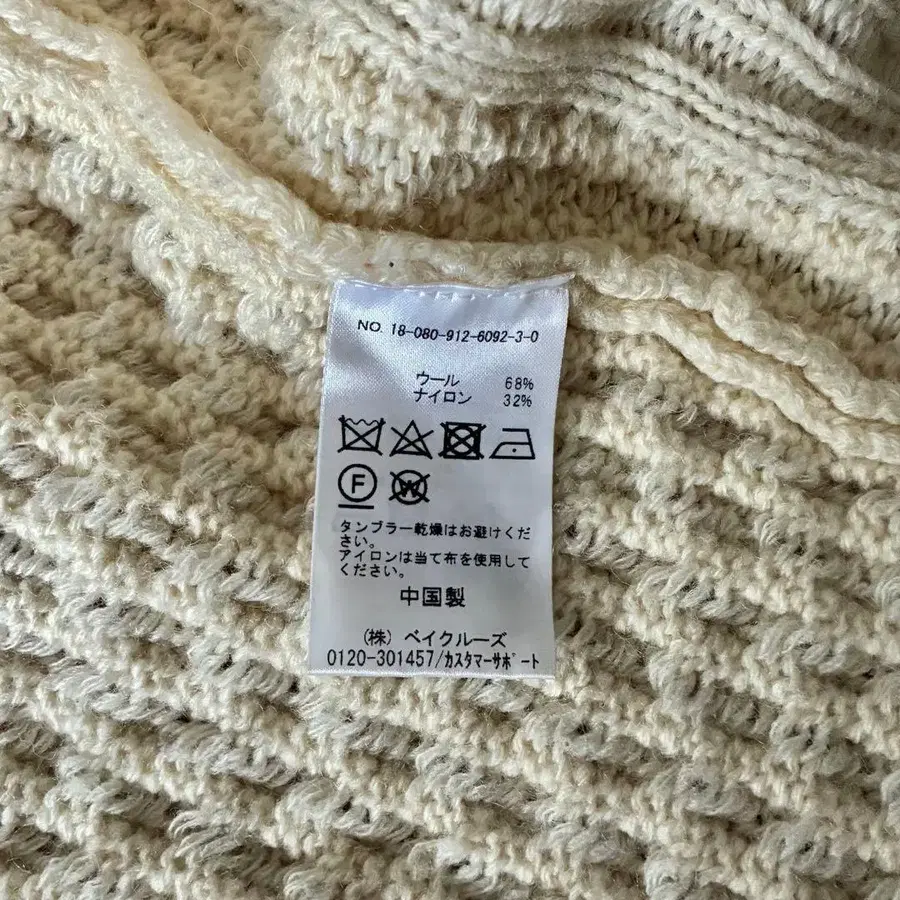 NO. 18-080-912-6092-3-0
ウール 68%
ナイロン 32%
F
W
タンブラー乾燥はお避けくだ
さい。
アイロンは当て布を使用して
ください。
中国製
(株) ベイクルーズ
0120-301457/カスタマーサポート